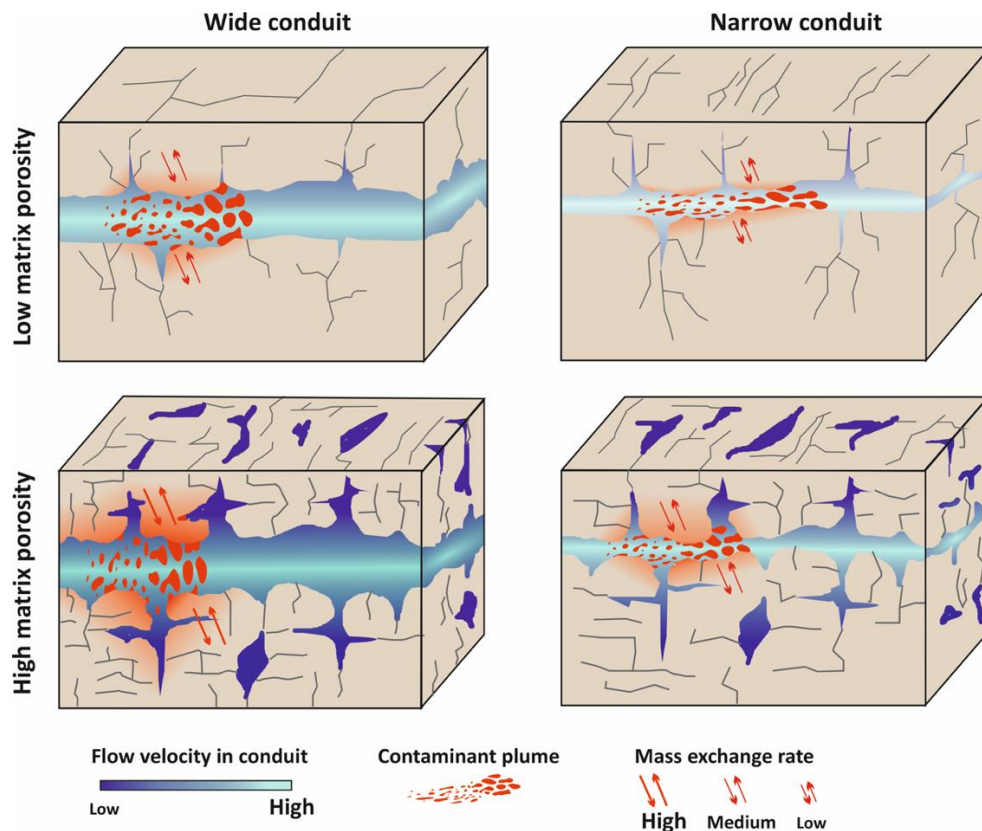 Wide conduit
Narrow conduit
Low matrix porosity
High matrix porosity
Flow velocity in conduit
Low
High
Contaminant plume
Mass exchange rate
High
Medium
Low